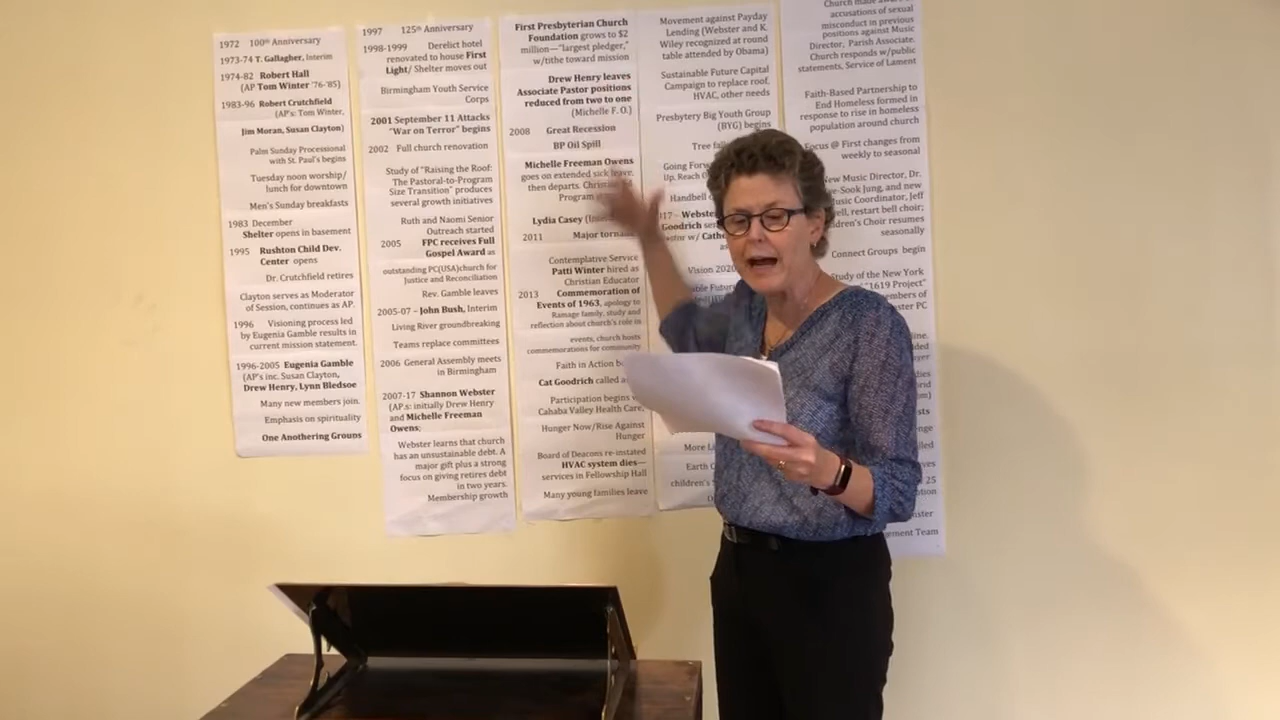 1972 100th Anniversary
1973-74 T. Gallagher, Interim
1974-82 Robert Hall
(AP Tom Winter '76-'85)
1983-96 Robert Crutchfield
(AP's: Tom Winter,
Jim Moran, Susan Clayton)
Palm Sunday Processional
with St. Paul's begins
Tuesday noon worship/
lunch for downtown
Men's Sunday breakfasts
1983 December
Shelter opens in basement
1995 Rushton Child Dev.
Center opens
Dr. Crutchfield retires
Clayton serves as Moderator
of Session, continues as AP.
1996 Visioning process led
by Eugenia Gamble results in
current mission statement.
1996-2005 Eugenia Gamble
(AP's inc. Susan Clayton,
Drew Henry, Lynn Bledsoe
Many new members join.
Emphasis on spirituality
One Anothering Groups
1997 125th Anniversary
1998-1999 Derelict hotel
renovated to house First
Light/ Shelter moves out
Birmingham Youth Service
Corps
2001 September 11 Attacks
"War on Terror" begins
2002 Full church renovation
Study of "Raising the Roof:
The Pastoral-to-Program
Size Transition" produces
several growth initiatives
Ruth and Naomi Senior
Outreach started
2005 FPC receives Full
Gospel Award as
outstanding PC(USA)church for
Justice and Reconciliation
Rev. Gamble leaves
2005-07 – John Bush, Interim
Living River groundbreaking
Teams replace committees
2006 General Assembly meets
in Birmingham
2007-17 Shannon Webster
(AP.s: initially Drew Henry
and Michelle Freeman
Owens;
Webster learns that church
has an unsustainable debt. A
major gift plus a strong
focus on giving retires debt
in two years.
Membership growth
First Presbyterian Church
Foundation grows to $2
million—"largest pledger,"
w/tithe toward mission
Drew Henry leaves
Associate Pastor positions
reduced from two to one
(Michelle F. O.)
2008 Great Recession
BP Oil Spill
Michelle Freeman Owens
goes on extended sick leave,
then departs.
Program
Lydia Casey
2011 Major
Contemplative Service
Patti Winter hired as
Christian Educator
2013 Commemoration of
Events of 1963, apology to
Ramage family, study and
reflection about church's role in
events, church hosts
commemorations for community
Faith in Action
Cat Goodrich called
Participation begins
Cahaba Valley Health Care,
Hunger Now/Rise Against
Hunger
Board of Deacons re-instated
HVAC system dies—
services in Fellowship Hall
Many young families leave
Movement against Payday
Lending (Webster and K.
Wiley recognized at round
table attended by Obama)
Sustainable Future Capital
Campaign to replace roof,
HVAC, other needs
Presbytery Big Youth Group
(BYG) begins
Tree
Going
Up, Reach
Handbell
Webster
Goodrich
w/
Vision
More
Earth
children's
Church made
accusations of sexual
misconduct in previous
positions against Music
Director, Parish Associate.
Church responds w/public
statements, Service of Lament
Faith-Based Partnership to
End Homeless formed in
response to rise in homeless
population around church
Focus @ First changes from
weekly to seasonal
New Music Director, Dr.
Sook Jung, and new
Music Coordinator, Jeff
restart bell choir;
Children's Choir resumes
seasonally
Connect Groups begin
Study of the New York
"1619 Project"
PC
25
Team